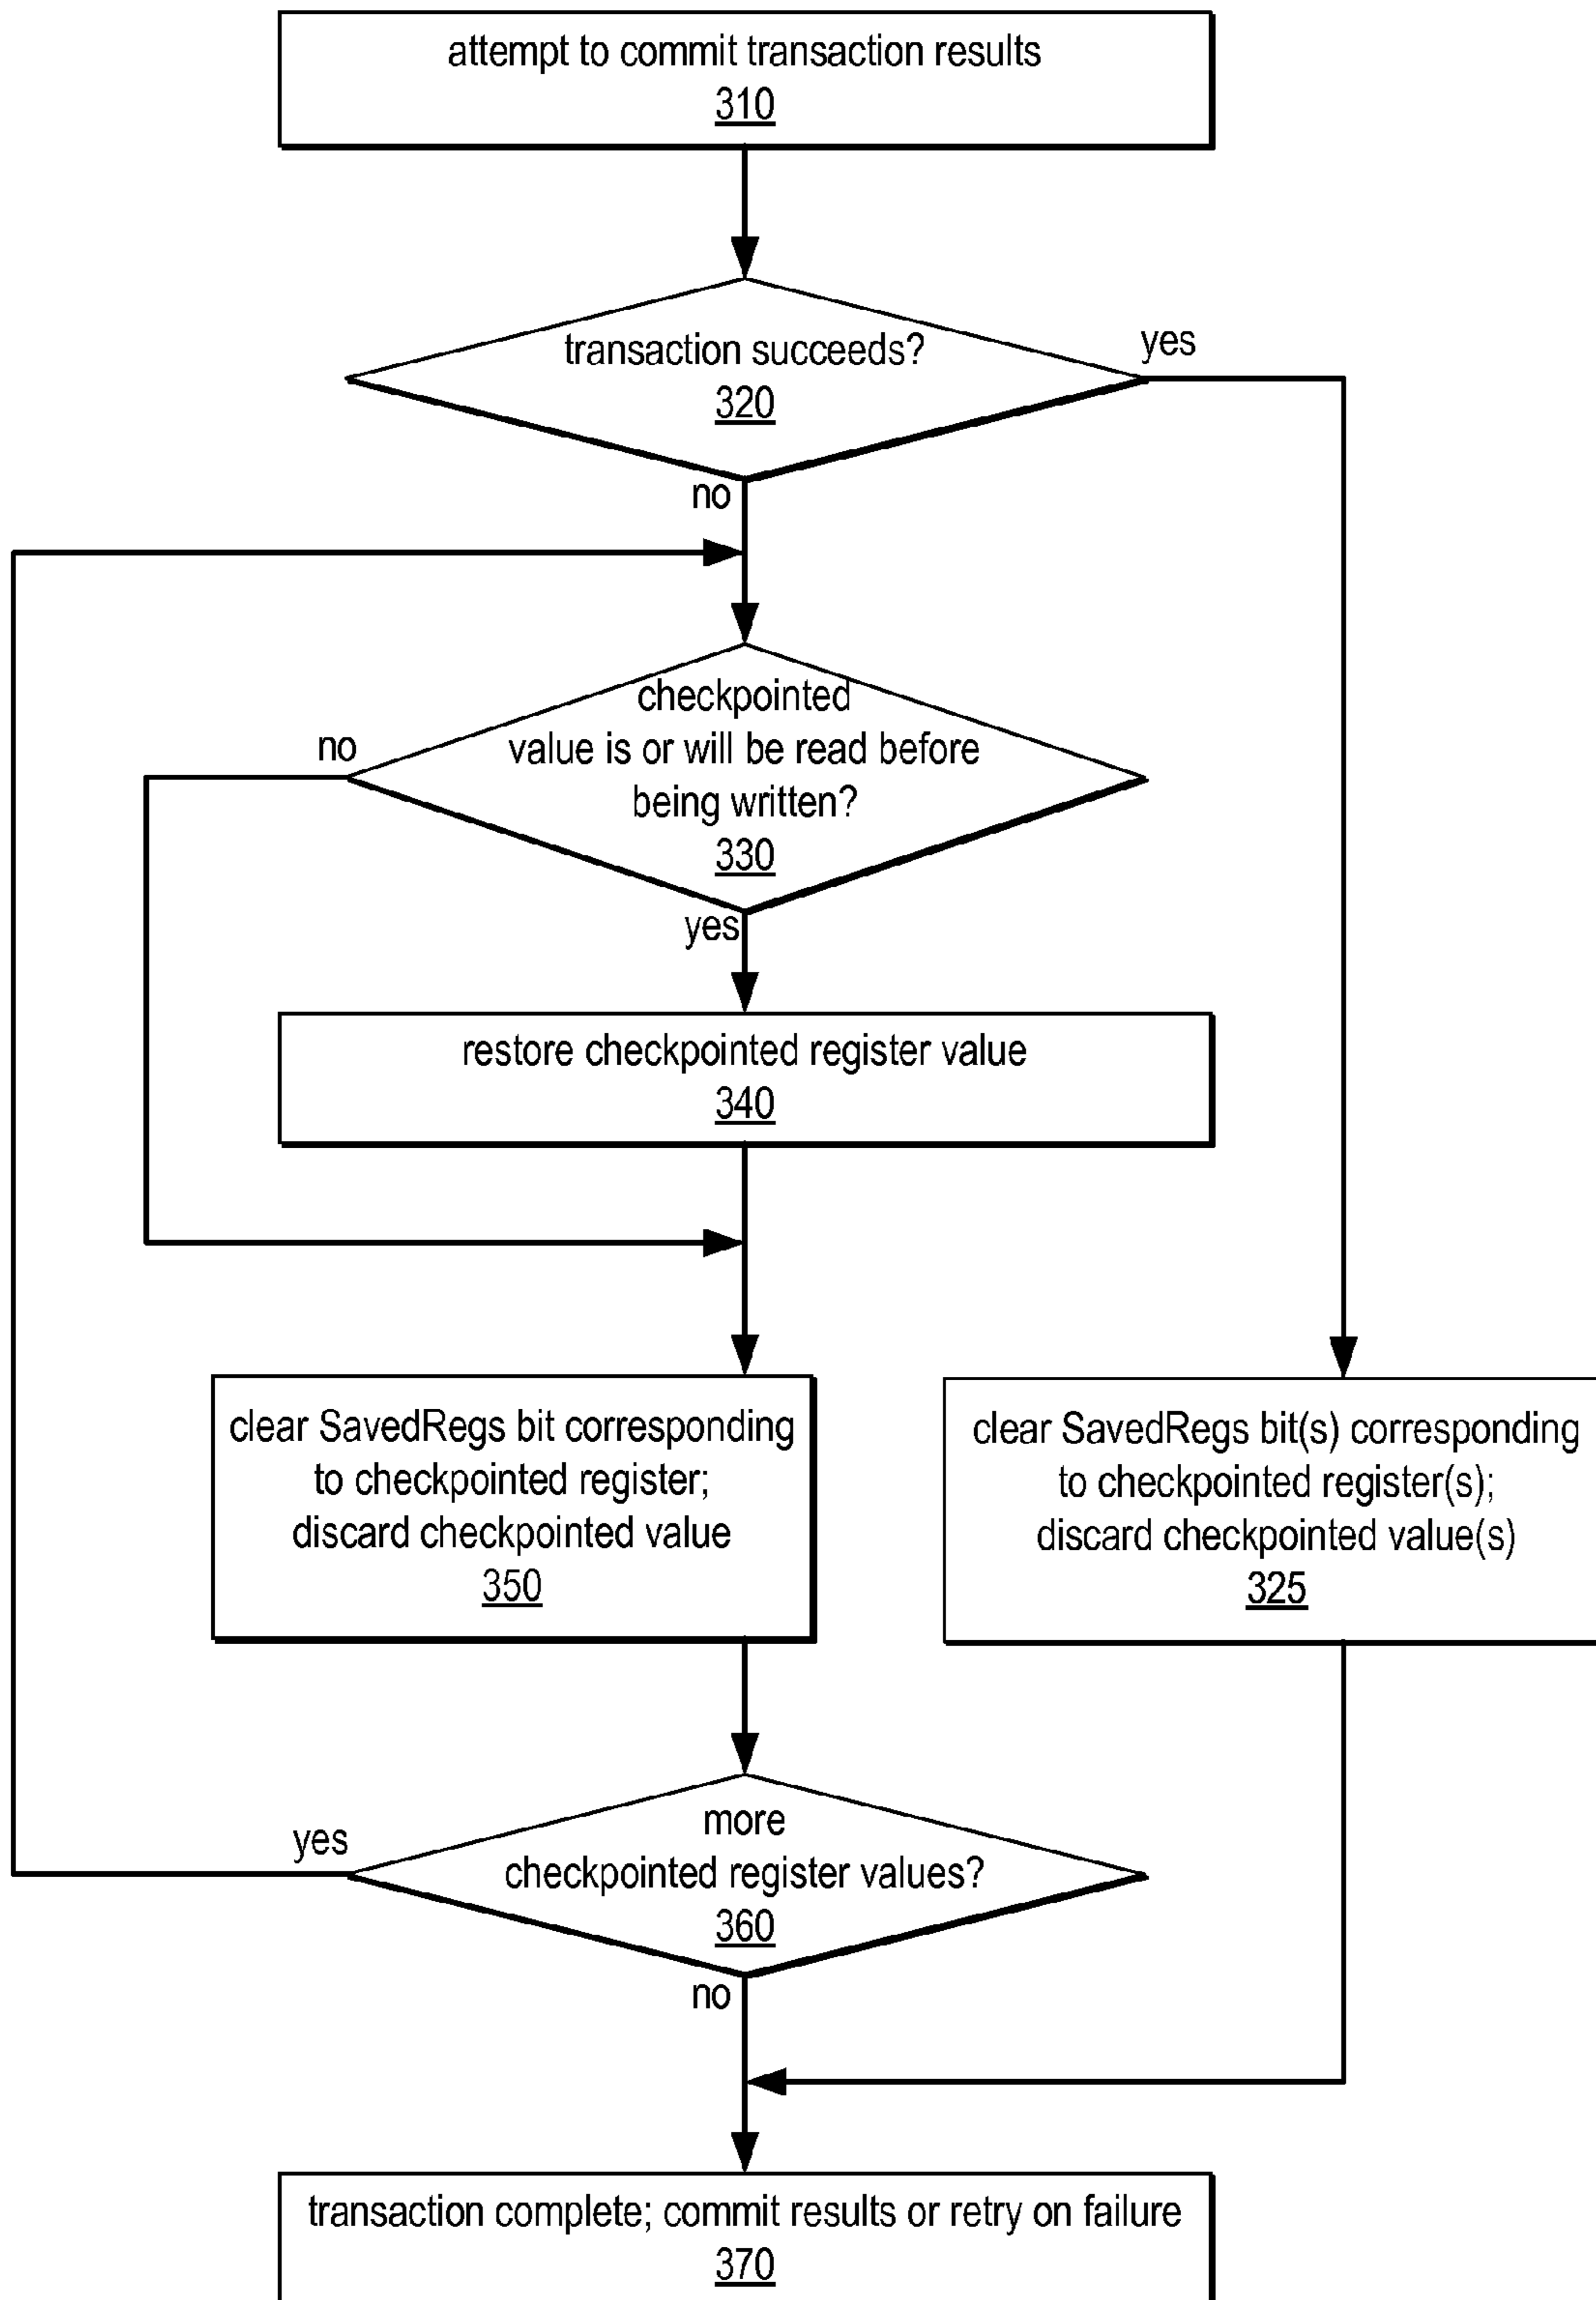 attempt to commit transaction results
310
transaction succeeds?
320
yes
no
checkpointed
value is or will be read before
being written?
330
no
yes
restore checkpointed register value
340
clear SavedRegs bit corresponding
to checkpointed register;
discard checkpointed value
350
clear SavedRegs bit(s) corresponding
to checkpointed register(s);
discard checkpointed value(s)
325
more
checkpointed register values?
360
yes
no
transaction complete; commit results or retry on failure
370